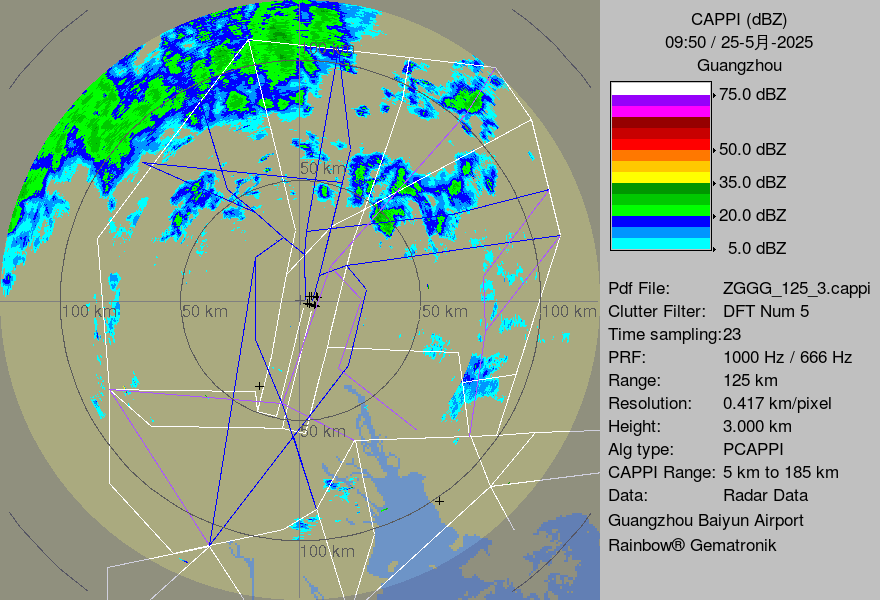 CAPPI (dBZ)
09:50 / 25-5月-2025
Guangzhou
75.0 dBZ
50.0 dBZ
35.0 dBZ
20.0 dBZ
5.0 dBZ
Pdf File: ZGGG_125_3.cappi
Clutter Filter: DFT Num 5
Time sampling:23
PRF: 1000 Hz / 666 Hz
Range: 125 km
Resolution: 0.417 km/pixel
Height: 3.000 km
Alg type: PCAPPI
CAPPI Range: 5 km to 185 km
Data: Radar Data
Guangzhou Baiyun Airport
Rainbow® Gematronik
50 km
100 km
50 km
50 km
100 km
50 km
100 km